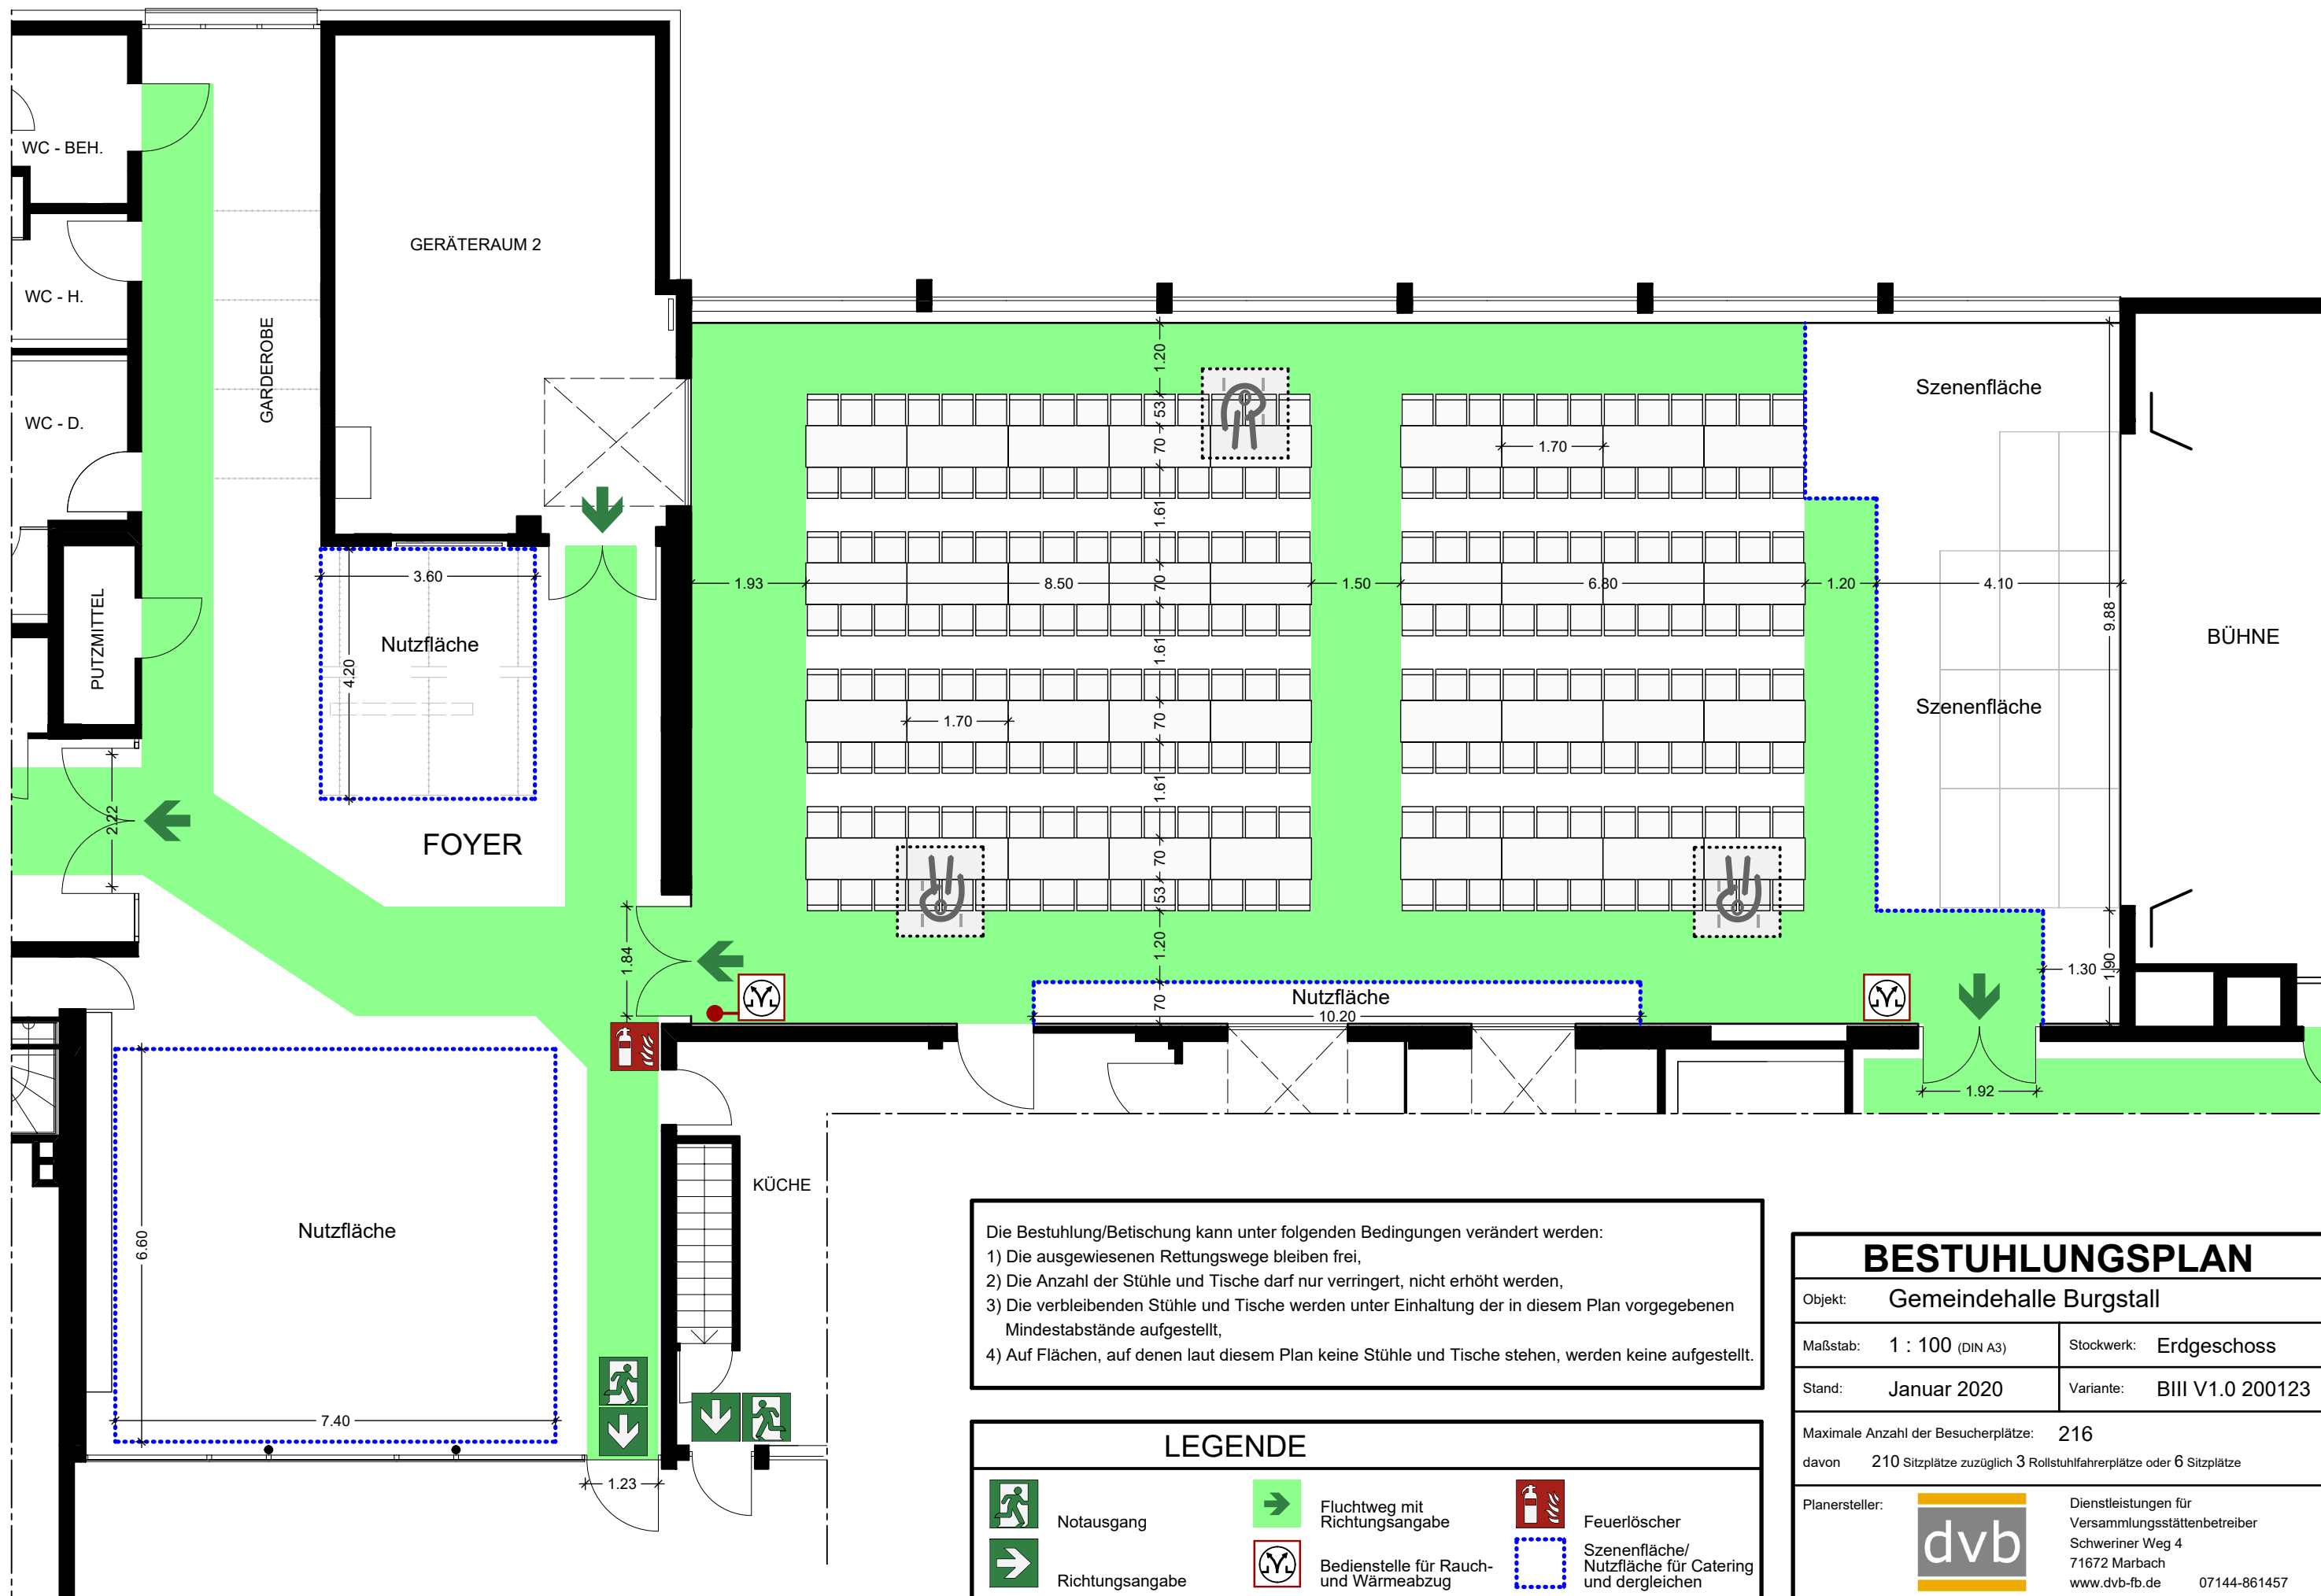 WC - BEH.
WC - H.
WC - D.
GARDEROBE
GERÄTERAUM 2
PUTZMITTEL
3.60
4.20
Nutzfläche
2.22
FOYER
1.84
6.60
Nutzfläche
7.40
1.23
KÜCHE
1.20
53
70
1.61
70
1.61
70
1.61
70
53
1.20
70
1.70
1.93
8.50
1.50
6.80
1.20
4.10
1.70
Szenenfläche
Szenenfläche
9.88
BÜHNE
1.90
1.30
Nutzfläche
10.20
1.92
Die Bestuhlung/Betischung kann unter folgenden Bedingungen verändert werden:
1) Die ausgewiesenen Rettungswege bleiben frei,
2) Die Anzahl der Stühle und Tische darf nur verringert, nicht erhöht werden,
3) Die verbleibenden Stühle und Tische werden unter Einhaltung der in diesem Plan vorgegebenen
Mindestabstände aufgestellt,
4) Auf Flächen, auf denen laut diesem Plan keine Stühle und Tische stehen, werden keine aufgestellt.
LEGENDE
Notausgang
Richtungsangabe
Fluchtweg mit
Richtungsangabe
Bedienstelle für Rauch-
und Wärmeabzug
Feuerlöscher
Szenenfläche/
Nutzfläche für Catering
und dergleichen
BESTUHLUNGSPLAN
Objekt: Gemeindehalle Burgstall
Maßstab: 1 : 100 (DIN A3) Stockwerk: Erdgeschoss
Stand: Januar 2020 Variante: BIII V1.0 200123
Maximale Anzahl der Besucherplätze: 216
davon 210 Sitzplätze zuzüglich 3 Rollstuhlfahrerplätze oder 6 Sitzplätze
Planersteller:
dvb
Dienstleistungen für
Versammlungsstättenbetreiber
Schweriner Weg 4
71672 Marbach
www.dvb-fb.de 07144-861457